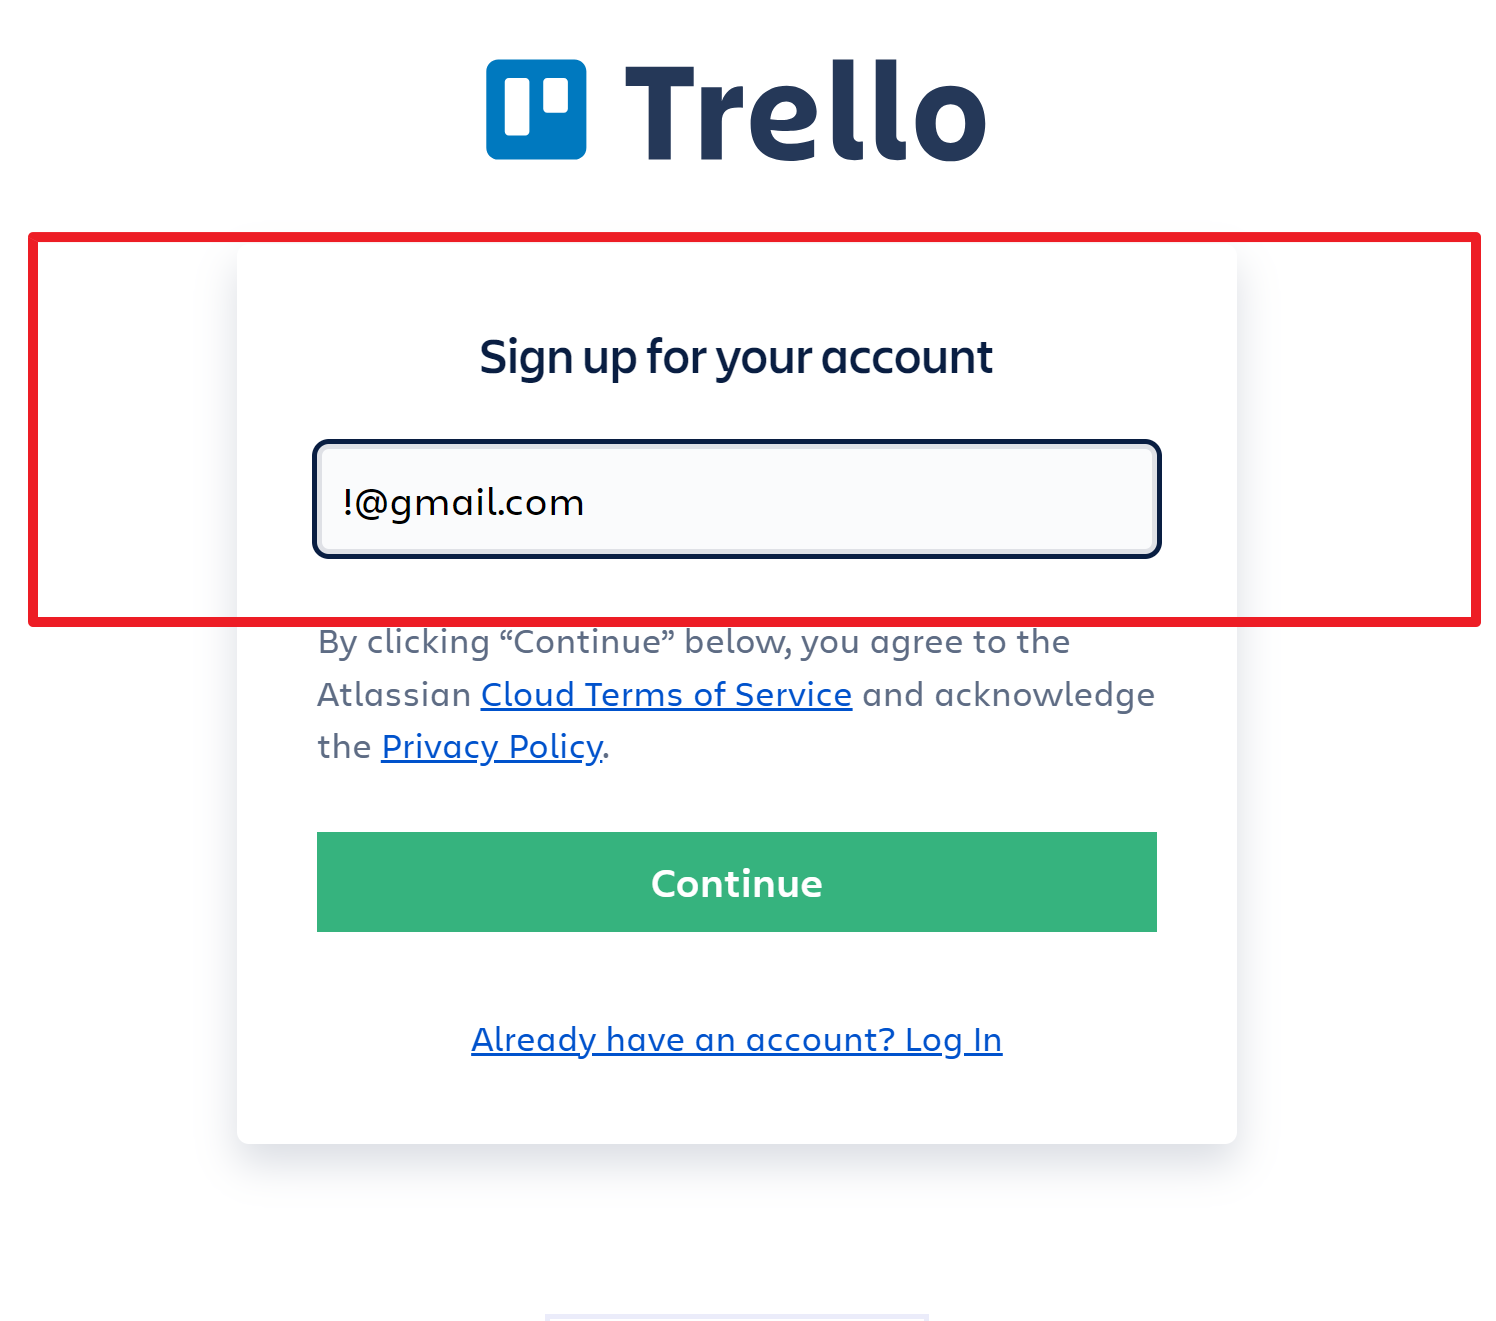 Trello
Sign up for your account
!@gmail.com
By clicking “Continue” below, you agree to the
Atlassian Cloud Terms of Service and acknowledge
the Privacy Policy.
Continue
Already have an account? Log In